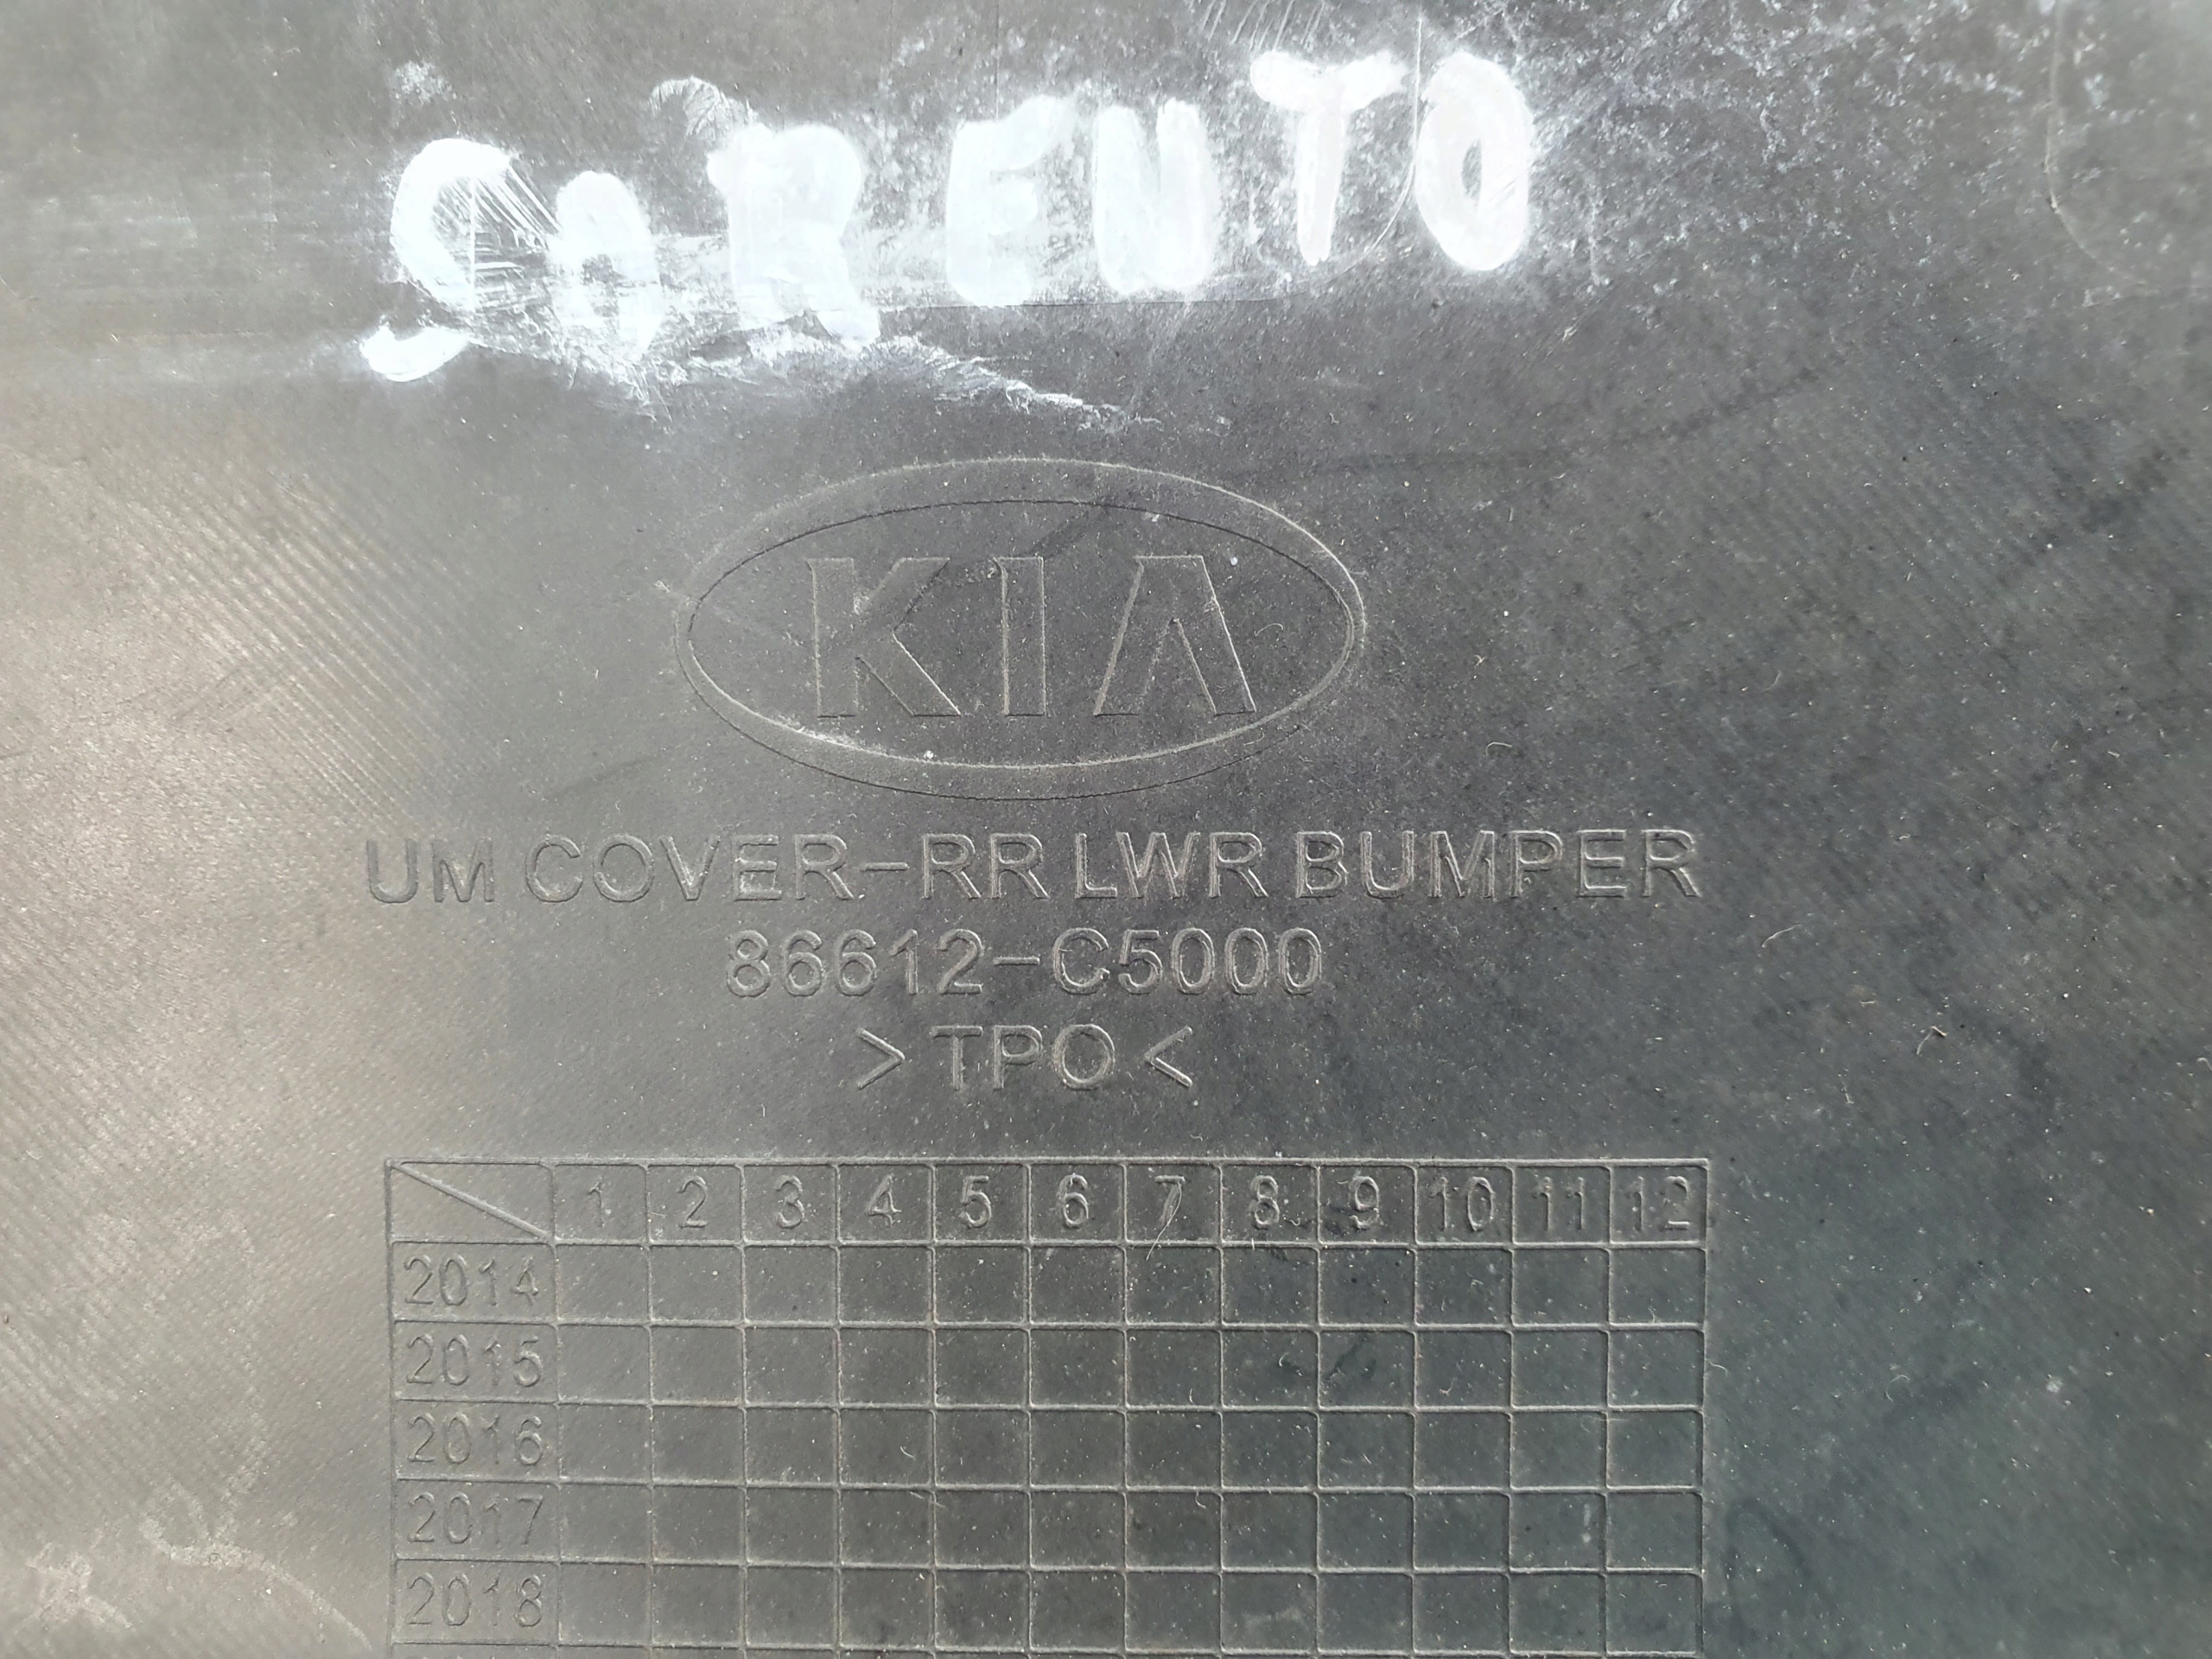 SARENTO
KIA
UM COVER-RR LWR BUMPER
86612-C5000
>TPO<
1 2 3 4 5 6 7 8 9 10 11 12
2014
2015
2016
2017
2018